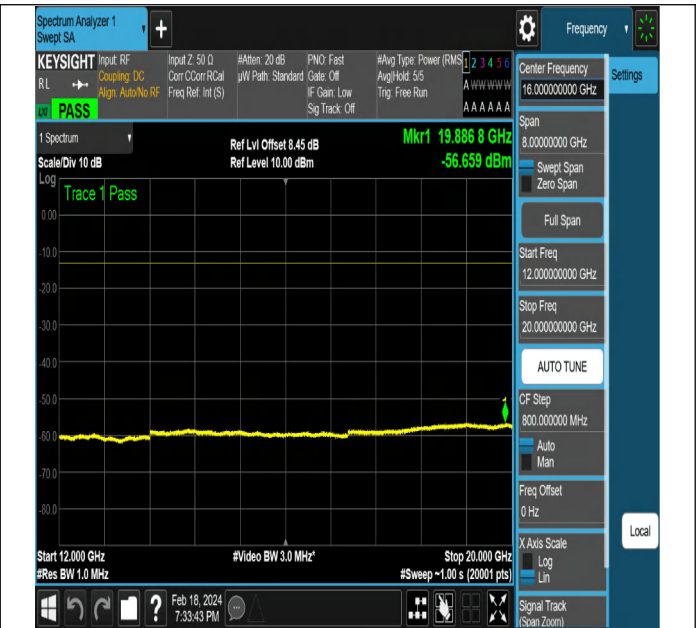 Spectrum Analyzer 1
Swept SA
+
Frequency
KEYSIGHT
RL
PASS
Input: RF
Coupling: DC
Align: Auto/No RF
Input Z: 50 Ω
Corr CCorr RCal
Freq Ref: Int (S)
#Atten: 20 dB
µW Path: Standard
PNO: Fast
Gate: Off
IF Gain: Low
Sig Track: Off
#Avg Type: Power (RMS
Avg|Hold: 5/5
Trig: Free Run
1 2 3 4 5 6
A W W W W W
A A A A A A
1 Spectrum
Scale/Div 10 dB
Ref Lvl Offset 8.45 dB
Ref Level 10.00 dBm
Mkr1 19.886 8 GHz
-56.659 dBm
Log
Trace 1 Pass
0.00
-10.0
-20.0
-30.0
-40.0
-50.0
-60.0
-70.0
-80.0
1
Start 12.000 GHz
#Res BW 1.0 MHz
#Video BW 3.0 MHz*
Stop 20.000 GHz
#Sweep ~1.00 s (20001 pts)
Feb 18, 2024
7:33:43 PM
?
Center Frequency
16.000000000 GHz
Settings
Span
8.00000000 GHz
Swept Span
Zero Span
Full Span
Start Freq
12.000000000 GHz
Stop Freq
20.000000000 GHz
AUTO TUNE
CF Step
800.000000 MHz
Auto
Man
Freq Offset
0 Hz
X Axis Scale
Log
Lin
Local
Signal Track
(Span Zoom)